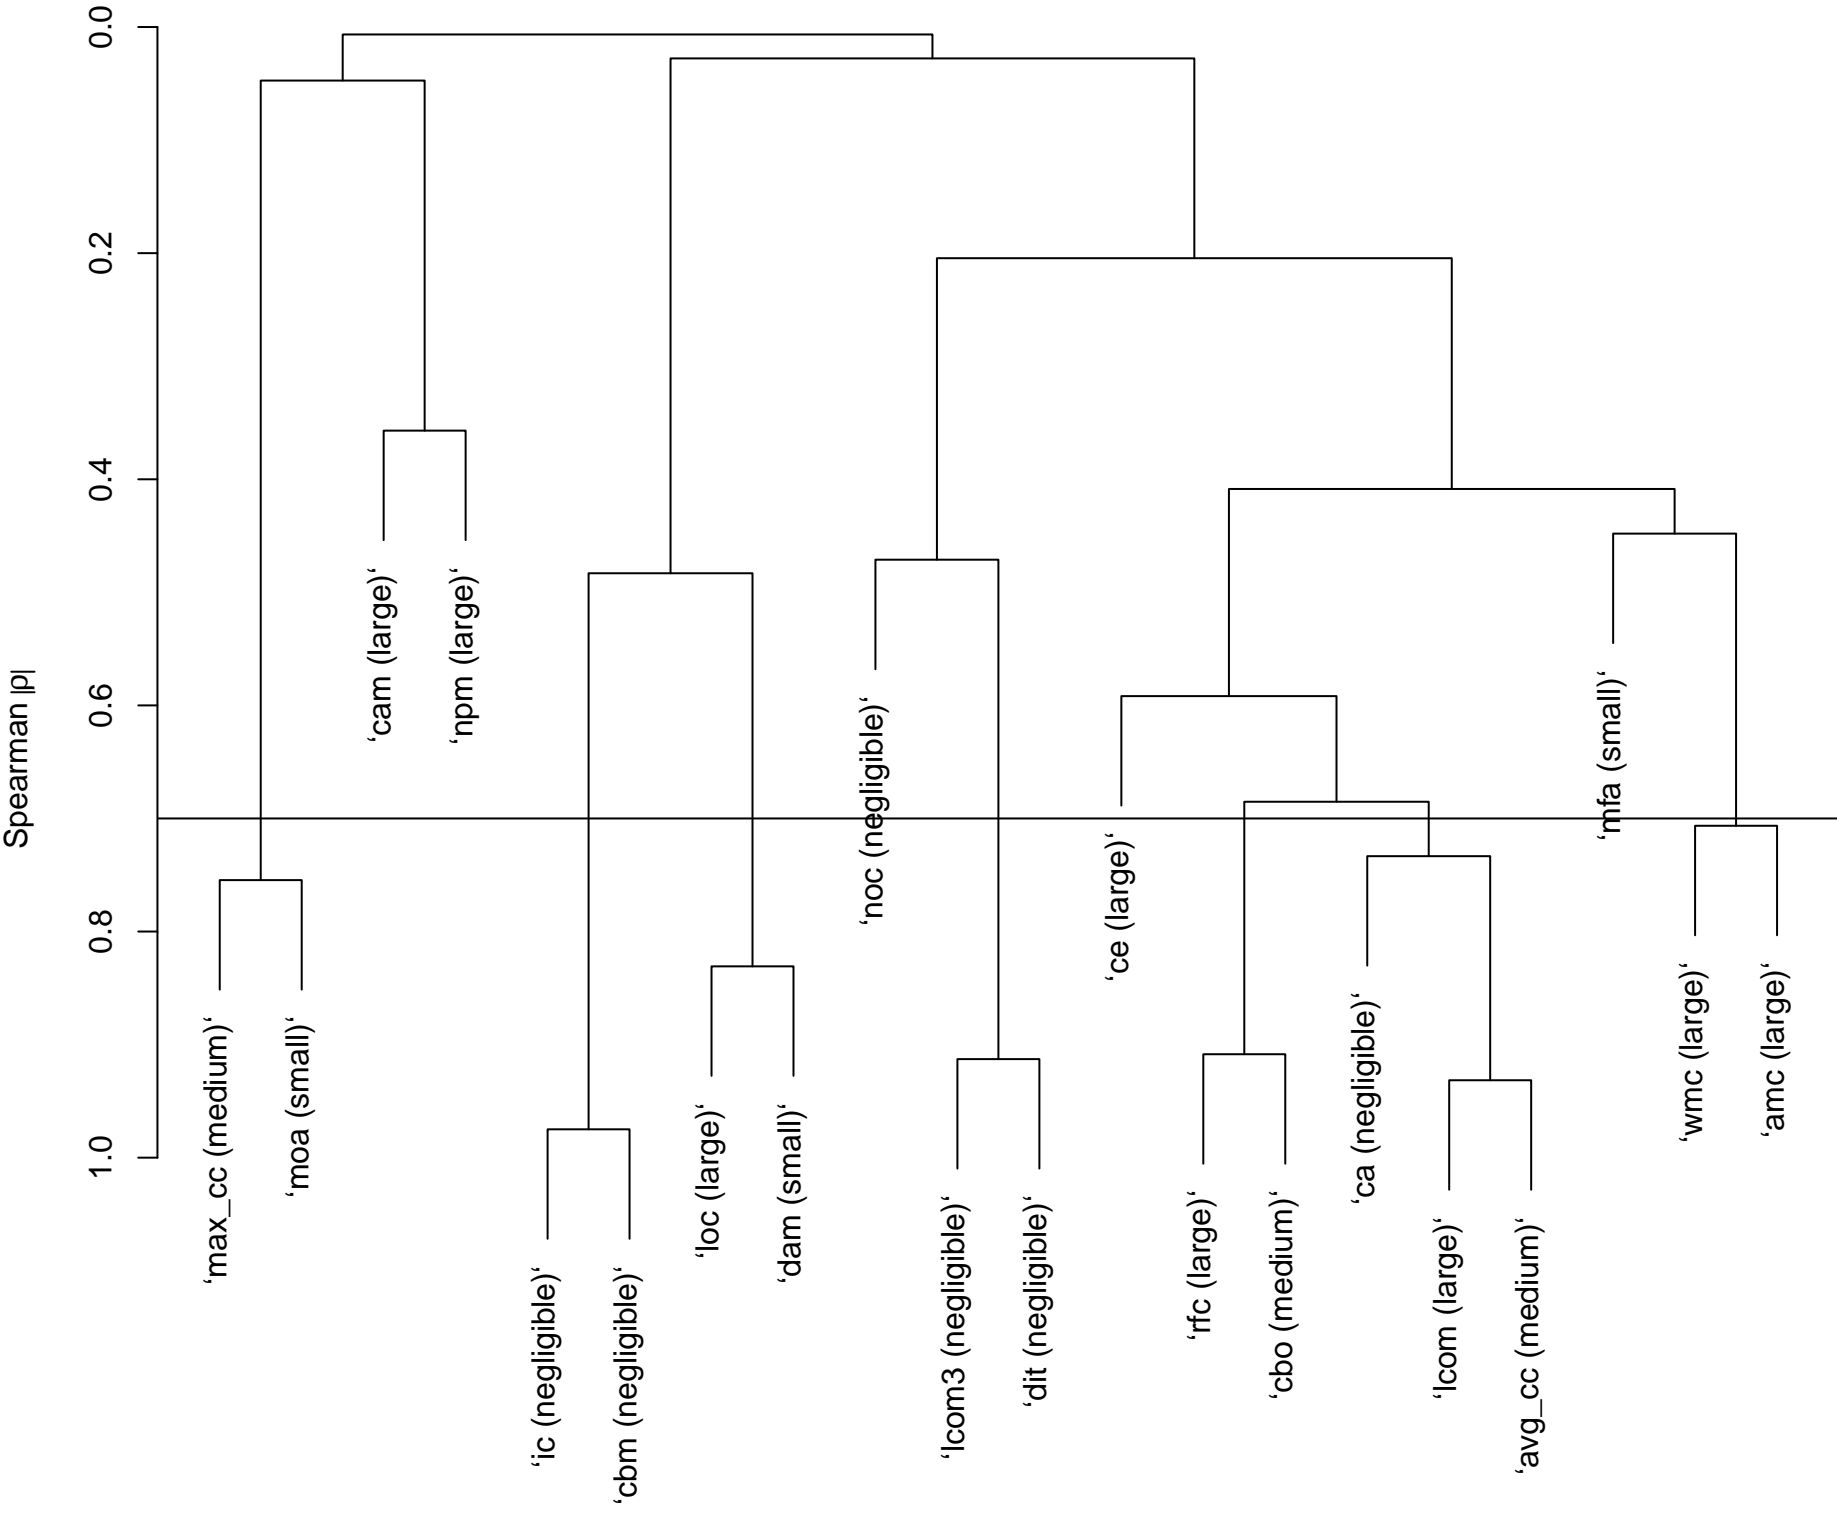 0.0
0.2
0.4
0.6
0.8
1.0
Spearman |ρ|
‘max_cc (medium)‘
‘moa (small)‘
‘cam (large)‘
‘npm (large)‘
‘ic (negligible)‘
‘cbm (negligible)‘
‘loc (large)‘
‘dam (small)‘
‘noc (negligible)‘
‘lcom3 (negligible)‘
‘dit (negligible)‘
‘ce (large)‘
‘rfc (large)‘
‘cbo (medium)‘
‘ca (negligible)‘
‘lcom (large)‘
‘avg_cc (medium)‘
‘mfa (small)‘
‘wmc (large)‘
‘amc (large)‘